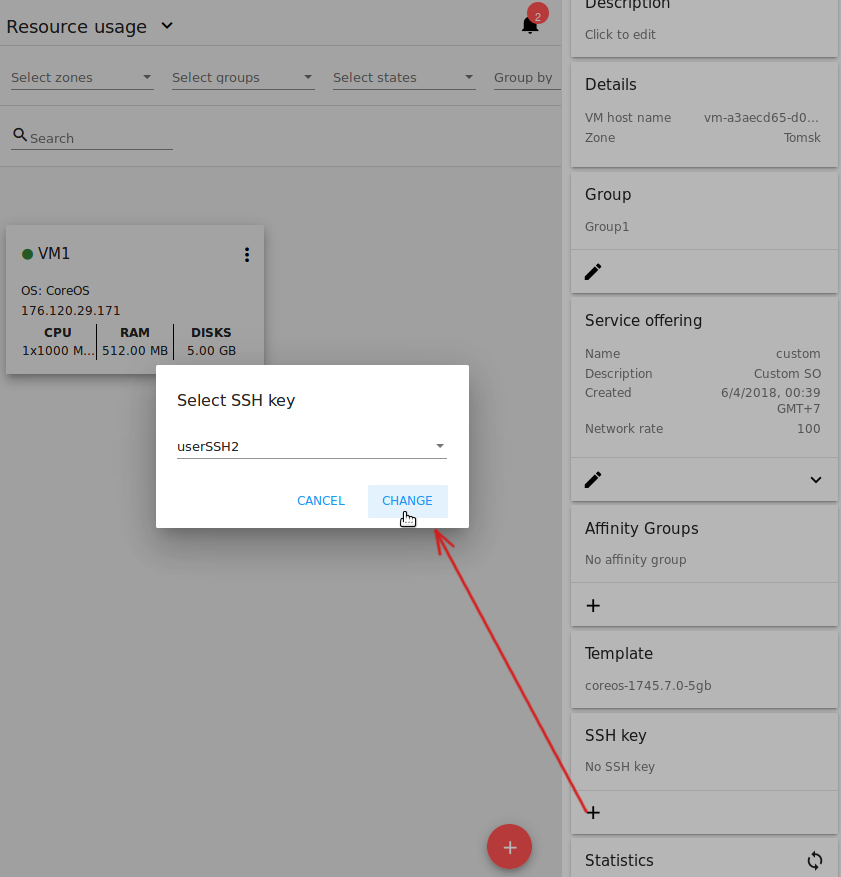 Resource usage
2
Select zones
Select groups
Select states
Group by
Search
VM1
OS: CoreOS
176.120.29.171
CPU
RAM
DISKS
1x1000 M...
512.00 MB
5.00 GB
Select SSH key
userSSH2
CANCEL
CHANGE
Description
Click to edit
Details
VM host name vm-a3aecd65-d0...
Zone Tomsk
Group
Group1
Service offering
Name custom
Description Custom SO
Created 6/4/2018, 00:39
GMT+7
Network rate 100
Affinity Groups
No affinity group
Template
coreos-1745.7.0-5gb
SSH key
No SSH key
Statistics